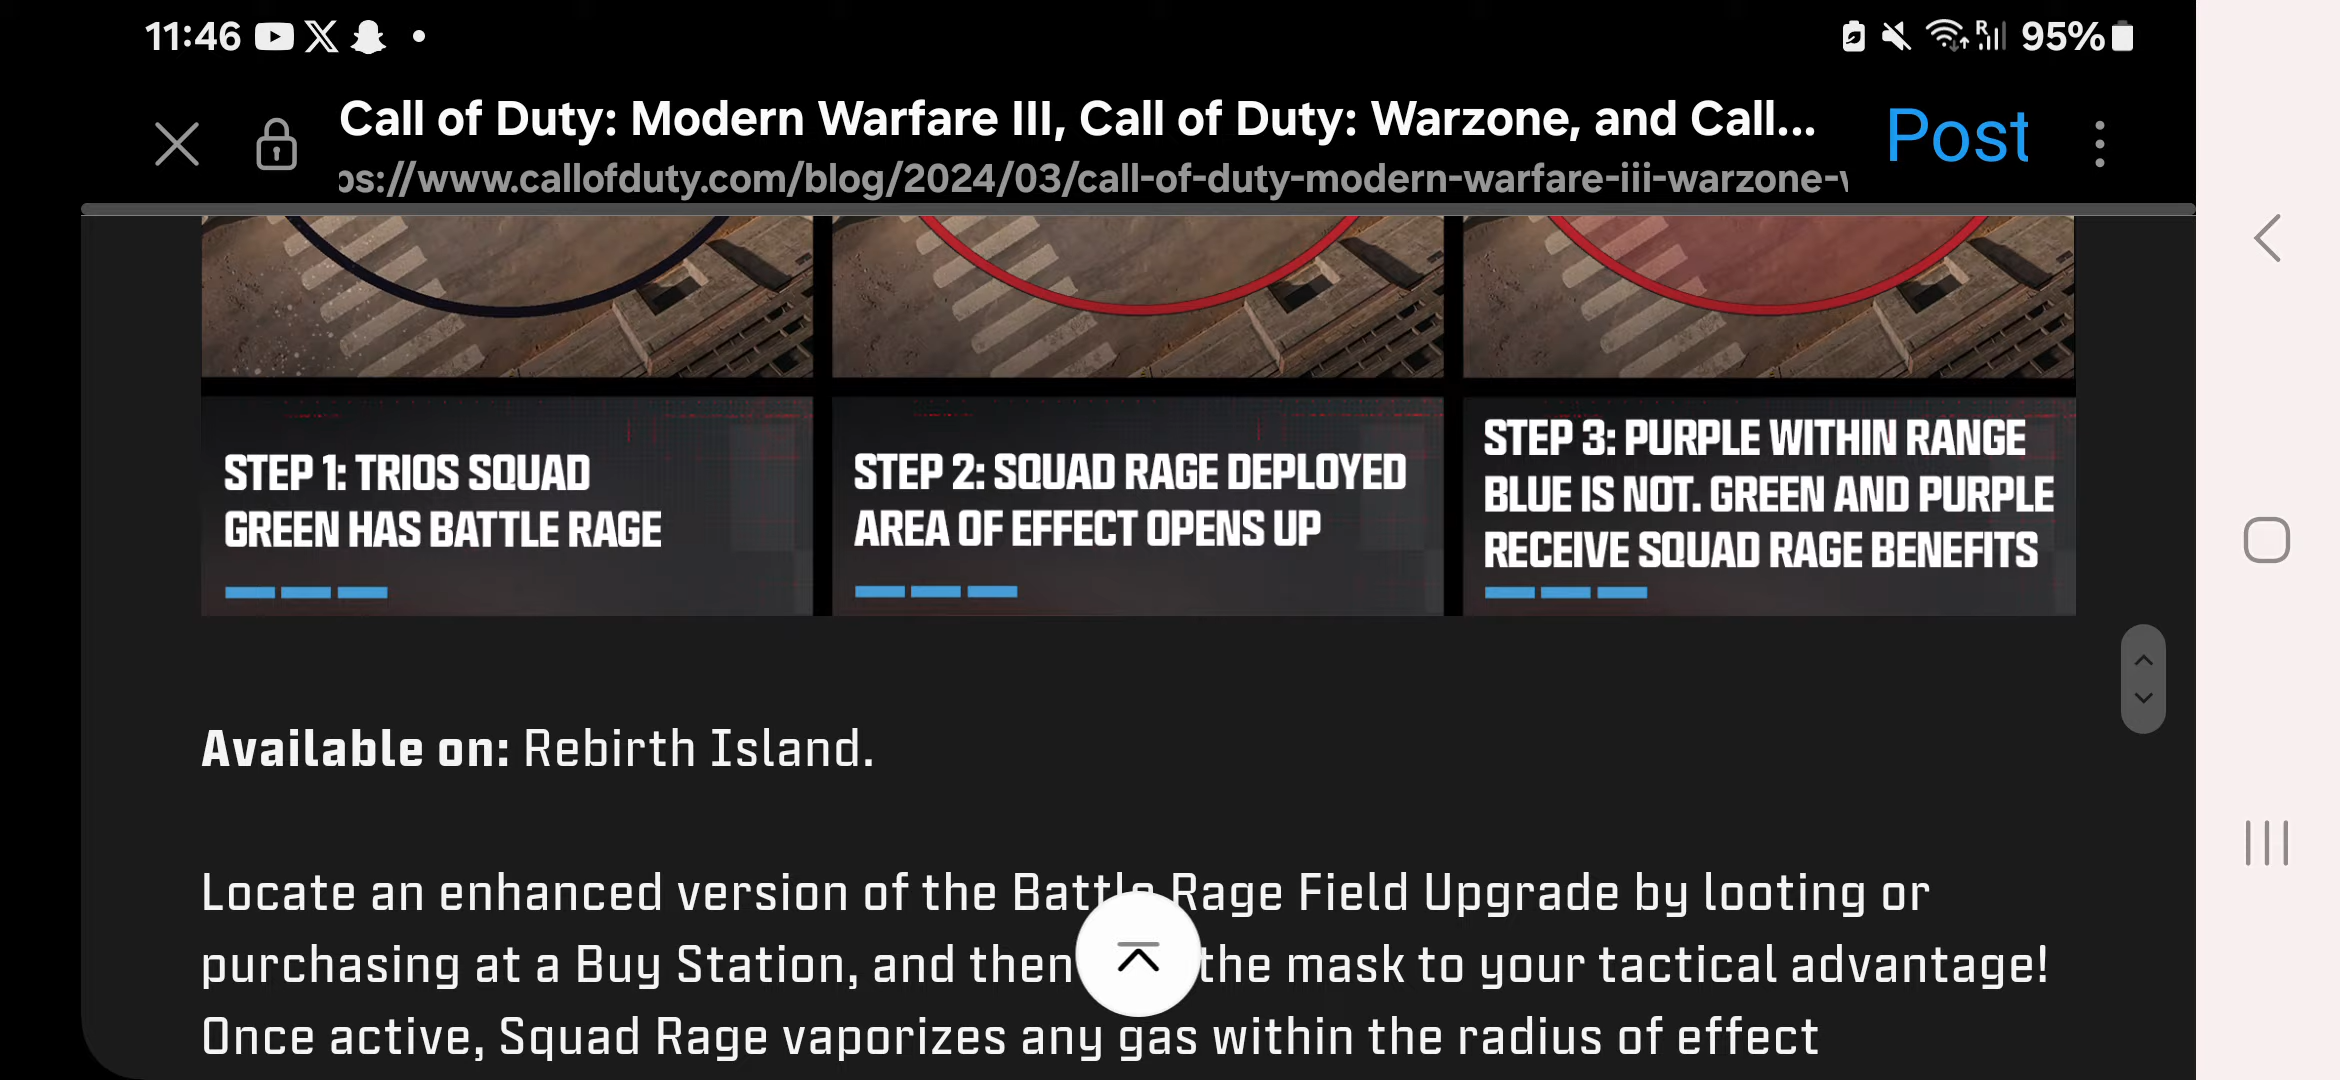 11:46
R
95%
Call of Duty: Modern Warfare III, Call of Duty: Warzone, and Call...
Post
ps://www.callofduty.com/blog/2024/03/call-of-duty-modern-warfare-iii-warzone-
STEP 1: TRIOS SQUAD
GREEN HAS BATTLE RAGE
STEP 2: SQUAD RAGE DEPLOYED
AREA OF EFFECT OPENS UP
STEP 3: PURPLE WITHIN RANGE
BLUE IS NOT. GREEN AND PURPLE
RECEIVE SQUAD RAGE BENEFITS
Available on: Rebirth Island.
Locate an enhanced version of the Battle Rage Field Upgrade by looting or
purchasing at a Buy Station, and then the mask to your tactical advantage!
Once active, Squad Rage vaporizes any gas within the radius of effect